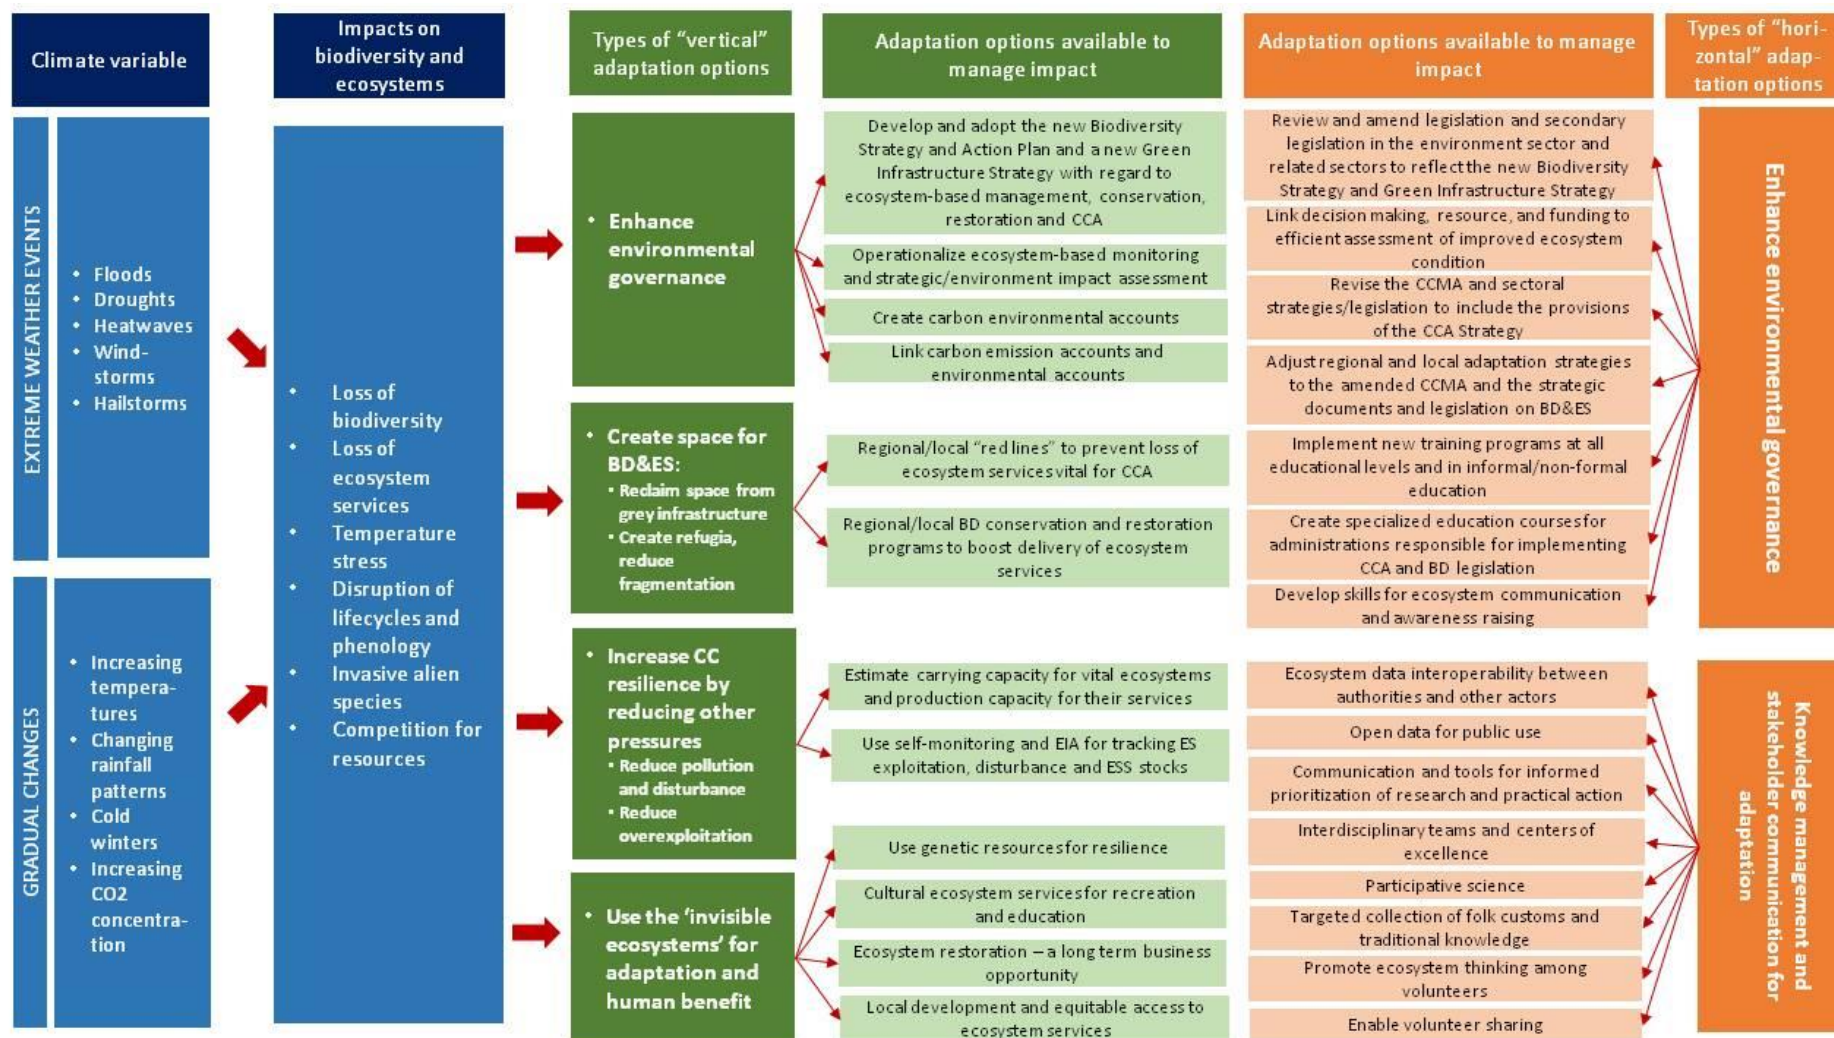 Climate variable
Impacts on
biodiversity and
ecosystems
Types of “vertical”
adaptation options
Adaptation options available to
manage impact
Adaptation options available to manage
impact
Types of “hori-
zontal” adap-
tation options
EXTREME WEATHER EVENTS
• Floods
• Droughts
• Heatwaves
• Wind-
storms
• Hailstorms
GRADUAL CHANGES
• Increasing
tempera-
tures
• Changing
rainfall
patterns
• Cold
winters
• Increasing
CO2
concentra-
tion
• Loss of
biodiversity
• Loss of
ecosystem
services
• Temperature
stress
• Disruption of
lifecycles and
phenology
• Invasive alien
species
• Competition for
resources
• Enhance
environmental
governance
Develop and adopt the new Biodiversity
Strategy and Action Plan and a new Green
Infrastructure Strategy with regard to
ecosystem-based management, conservation,
restoration and CCA
Operationalize ecosystem-based monitoring
and strategic/environment impact assessment
Create carbon environmental accounts
Link carbon emission accounts and
environmental accounts
• Create space for
BD&ES:
• Reclaim space from
grey infrastructure
• Create refugia,
reduce
fragmentation
Regional/local “red lines” to prevent loss of
ecosystem services vital for CCA
Regional/local BD conservation and restoration
programs to boost delivery of ecosystem
services
• Increase CC
resilience by
reducing other
pressures
• Reduce pollution
and disturbance
• Reduce
overexploitation
Estimate carrying capacity for vital ecosystems
and production capacity for their services
Use self-monitoring and EIA for tracking ES
exploitation, disturbance and ESS stocks
• Use the ‘invisible
ecosystems’ for
adaptation and
human benefit
Use genetic resources for resilience
Cultural ecosystem services for recreation
and education
Ecosystem restoration – a long term business
opportunity
Local development and equitable access to
ecosystem services
Review and amend legislation and secondary
legislation in the environment sector and
related sectors to reflect the new Biodiversity
Strategy and Green Infrastructure Strategy
Link decision making, resource, and funding to
efficient assessment of improved ecosystem
condition
Revise the CCMA and sectoral
strategies/legislation to include the provisions
of the CCA Strategy
Adjust regional and local adaptation strategies
to the amended CCMA and the strategic
documents and legislation on BD&ES
Implement new training programs at all
educational levels and in informal/non-formal
education
Create specialized education courses for
administrations responsible for implementing
CCA and BD legislation
Develop skills for ecosystem communication
and awareness raising
Enhance environmental governance
Ecosystem data interoperability between
authorities and other actors
Open data for public use
Communication and tools for informed
prioritization of research and practical action
Interdisciplinary teams and centers of
excellence
Participative science
Targeted collection of folk customs and
traditional knowledge
Promote ecosystem thinking among
volunteers
Enable volunteer sharing
Knowledge management and
stakeholder communication for
adaptation